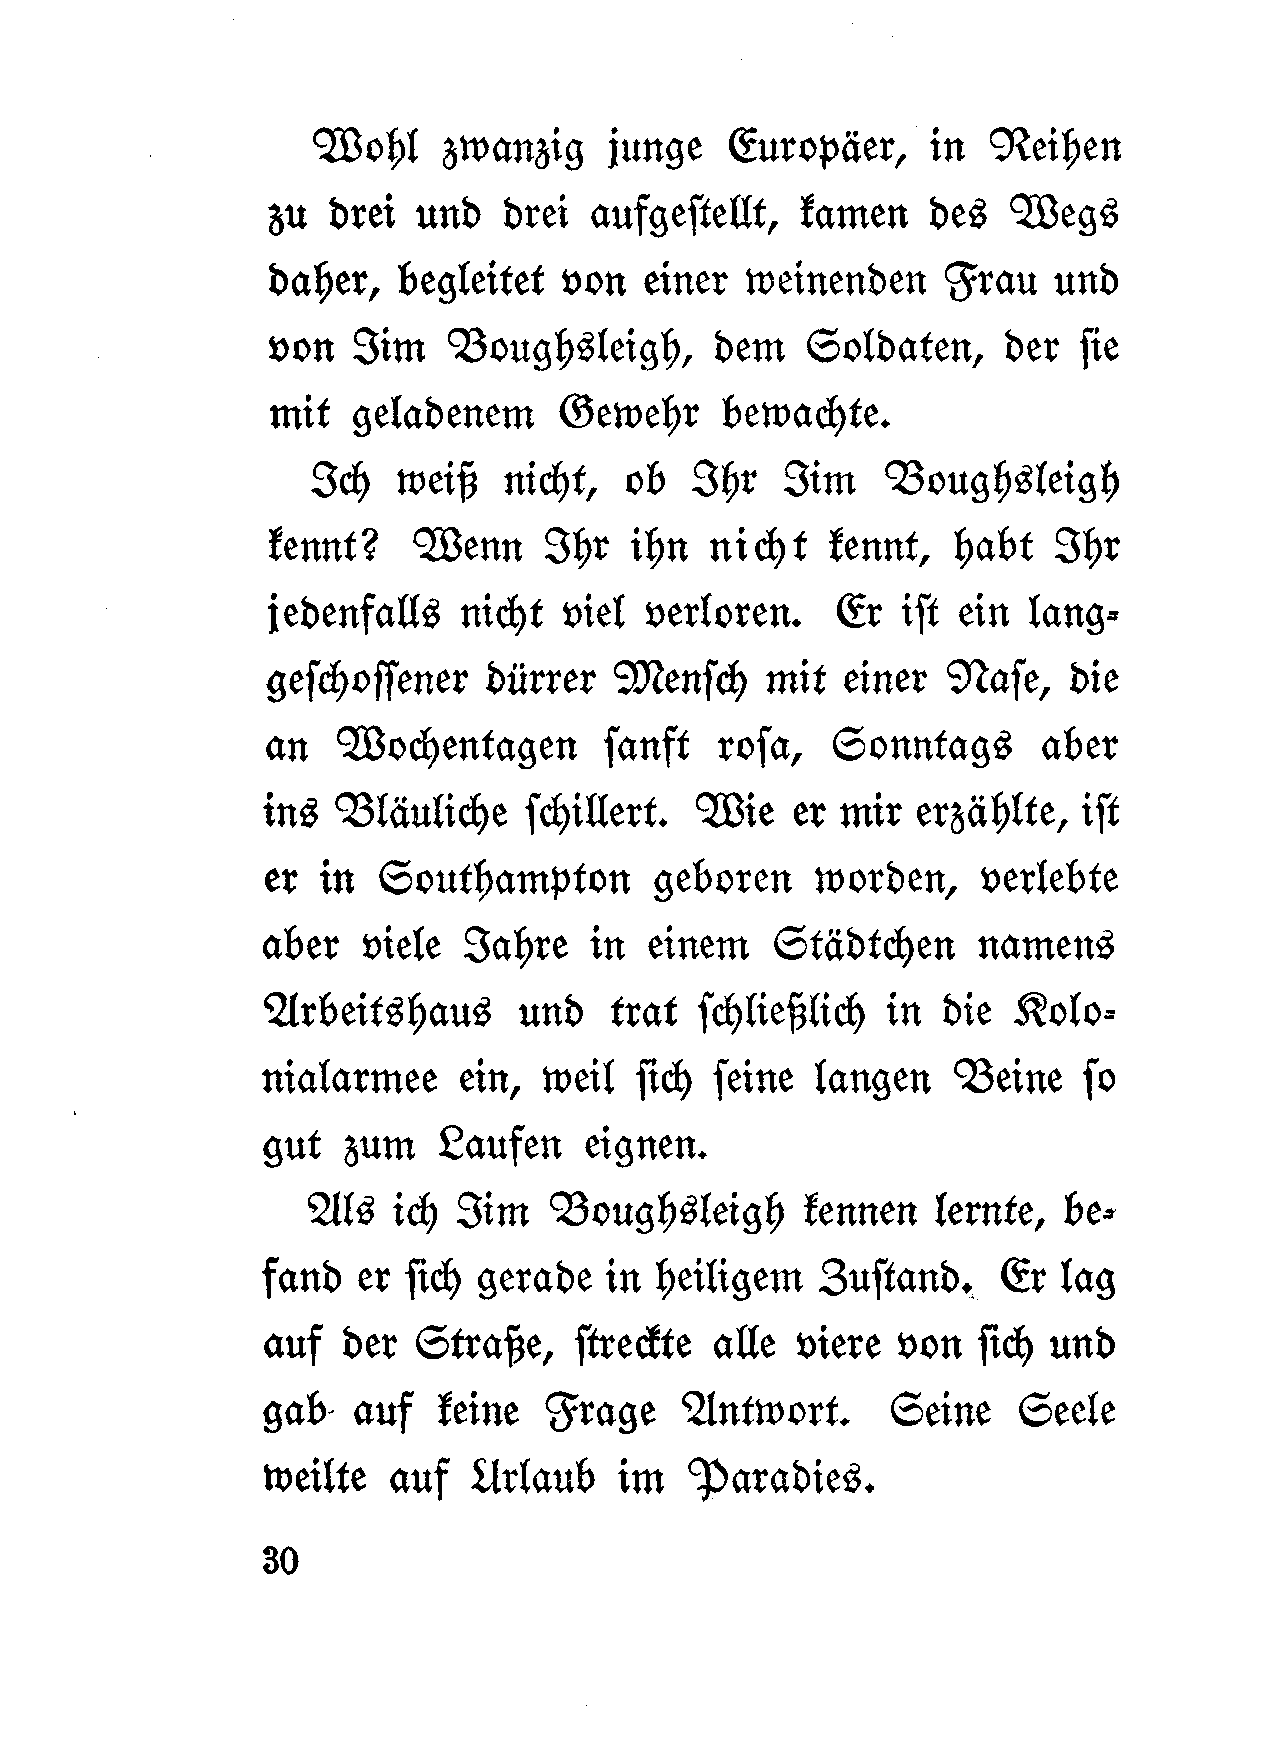 Wohl zwanzig junge Europäer, in Reihen
zu drei und drei aufgeſtellt, kamen des Wegs
daher, begleitet von einer weinenden Frau und
von Jim Boughsleigh, dem Soldaten, der ſie
mit geladenem Gewehr bewachte.
Ich weiß nicht, ob Ihr Jim Boughsleigh
kennt? Wenn Ihr ihn nicht kennt, habt Ihr
jedenfalls nicht viel verloren. Er iſt ein lang-
geſchoſſener dürrer Menſch mit einer Naſe, die
an Wochentagen ſanft roſa, Sonntags aber
ins Bläuliche ſchillert. Wie er mir erzählte, iſt
er in Southampton geboren worden, verlebte
aber viele Jahre in einem Städtchen namens
Arbeitshaus und trat ſchließlich in die Kolo-
nialarmee ein, weil ſich ſeine langen Beine ſo
gut zum Laufen eignen.
Als ich Jim Boughsleigh kennen lernte, be-
fand er ſich gerade in heiligem Zuſtand. Er lag
auf der Straße, ſtreckte alle viere von ſich und
gab auf keine Frage Antwort. Seine Seele
weilte auf Urlaub im Paradies.
30